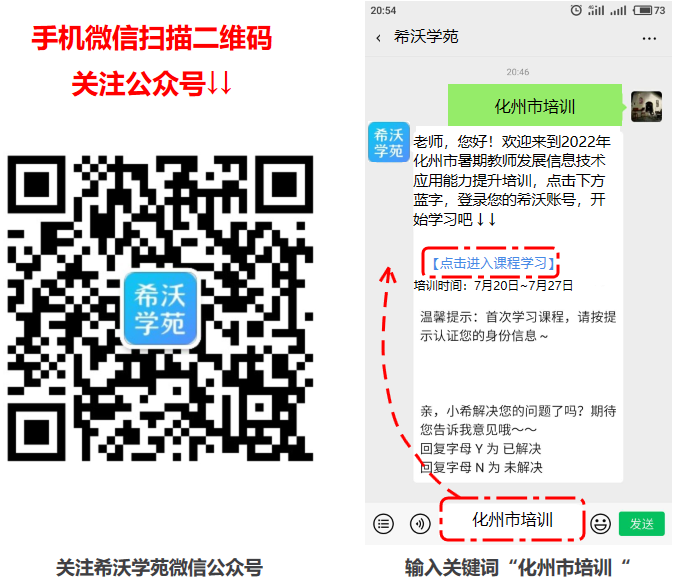 手机微信扫描二维码
关注公众号↓↓
希沃
学苑
关注希沃学苑微信公众号
20:54
73
希沃学苑
20:46
化州市培训
希沃
学苑
老师，您好！欢迎来到2022年
化州市暑期教师发展信息技术
应用能力提升培训，点击下方
蓝字，登录您的希沃账号，开
始学习吧↓↓
【点击进入课程学习】
培训时间：7月20日~7月27日
温馨提示：首次学习课程，请按提
示认证您的身份信息～
亲，小希解决您的问题了吗？期待
您告诉我意见哦～～
回复字母 Y 为 已解决
回复字母 N 为 未解决
化州市培训
发送
输入关键词“化州市培训“